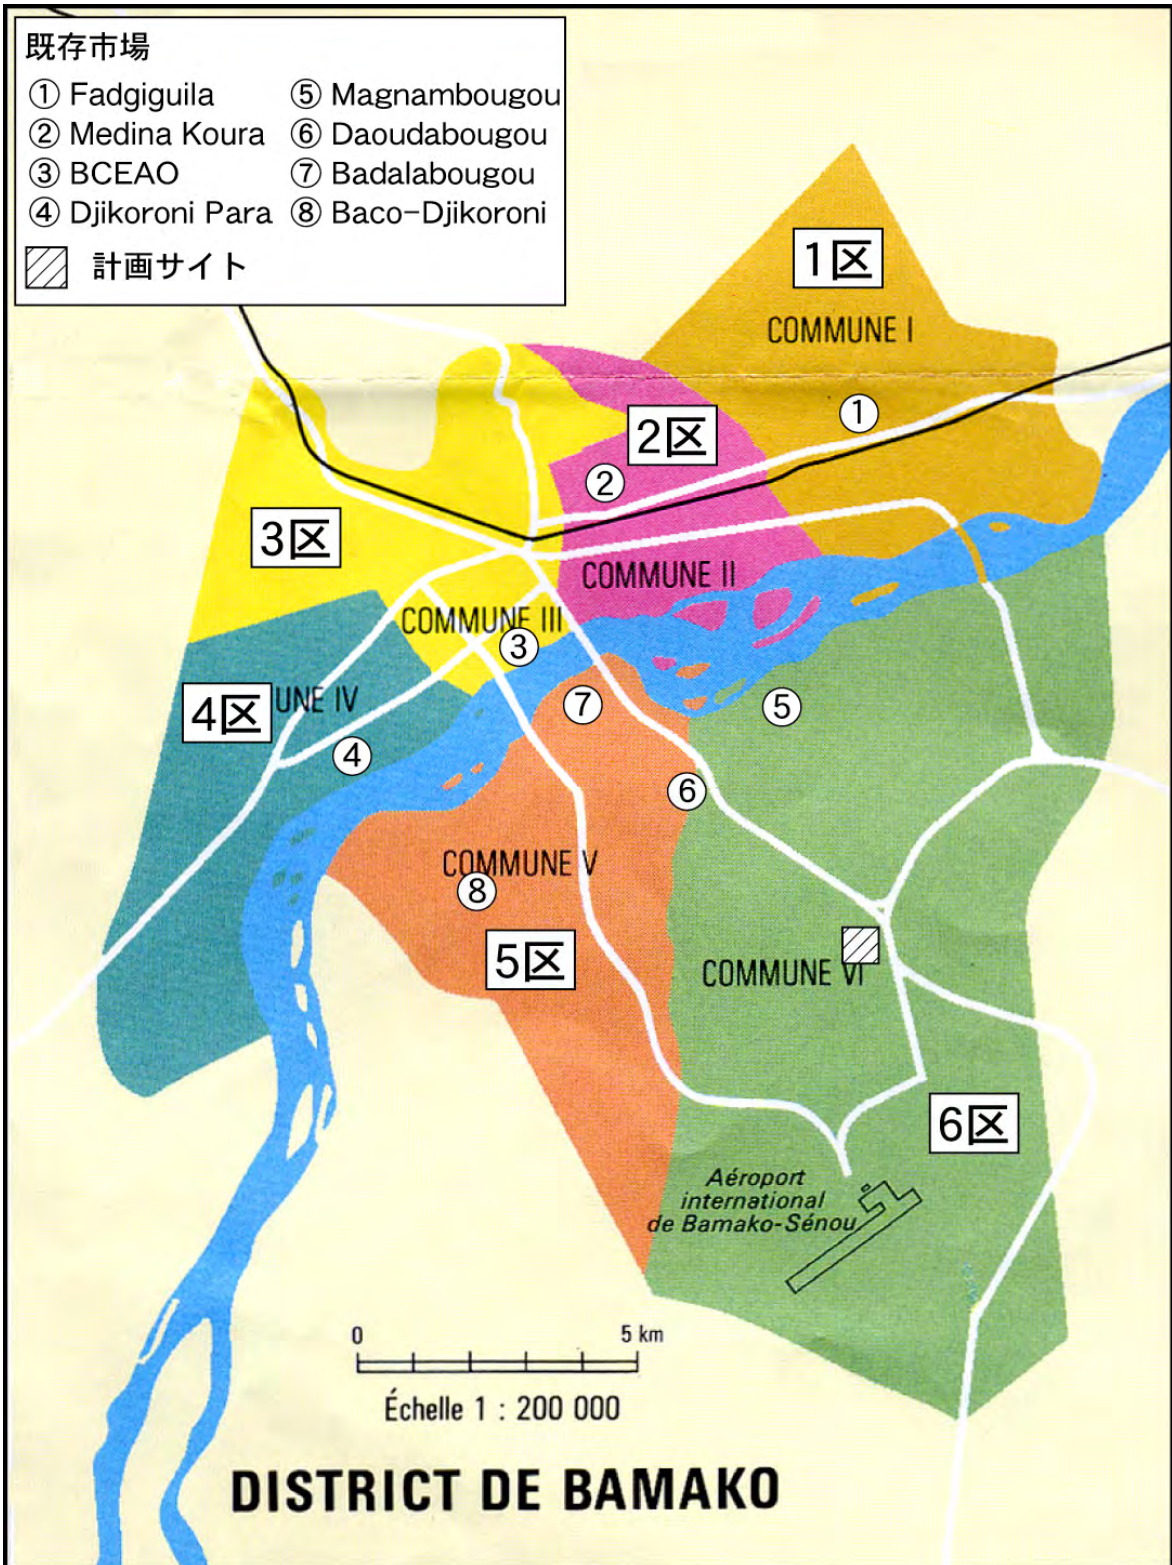 既存市場
① Fadgiguila
② Medina Koura
③ BCEAO
④ Djikoroni Para
⑤ Magnambougou
⑥ Daoudabougou
⑦ Badalabougou
⑧ Baco-Djikoroni
計画サイト
1区
COMMUNE I
①
2区
②
3区
COMMUNE II
COMMUNE III
③
4区
UNE IV
⑦
⑤
④
⑥
COMMUNE V
⑧
5区
COMMUNE VI
6区
Aéroport
international
de Bamako-Sénou
0 5 km
Échelle 1 : 200 000
DISTRICT DE BAMAKO